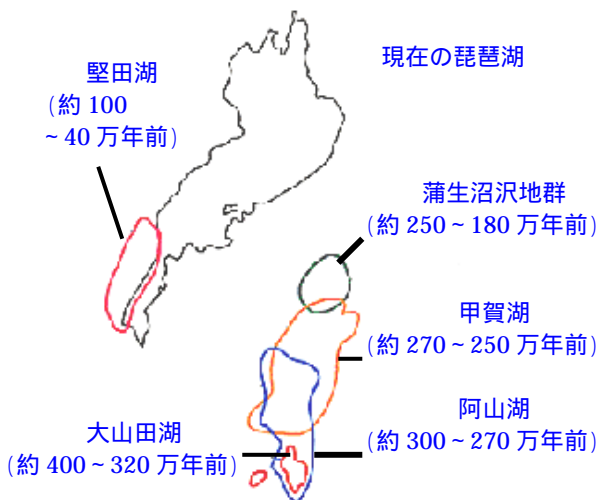 現在の琵琶湖
堅田湖
(約 100
~ 40 万年前)
蒲生沼沢地群
(約 250 ~ 180 万年前)
甲賀湖
(約 270 ~ 250 万年前)
阿山湖
(約 300 ~ 270 万年前)
大山田湖
(約 400 ~ 320 万年前)